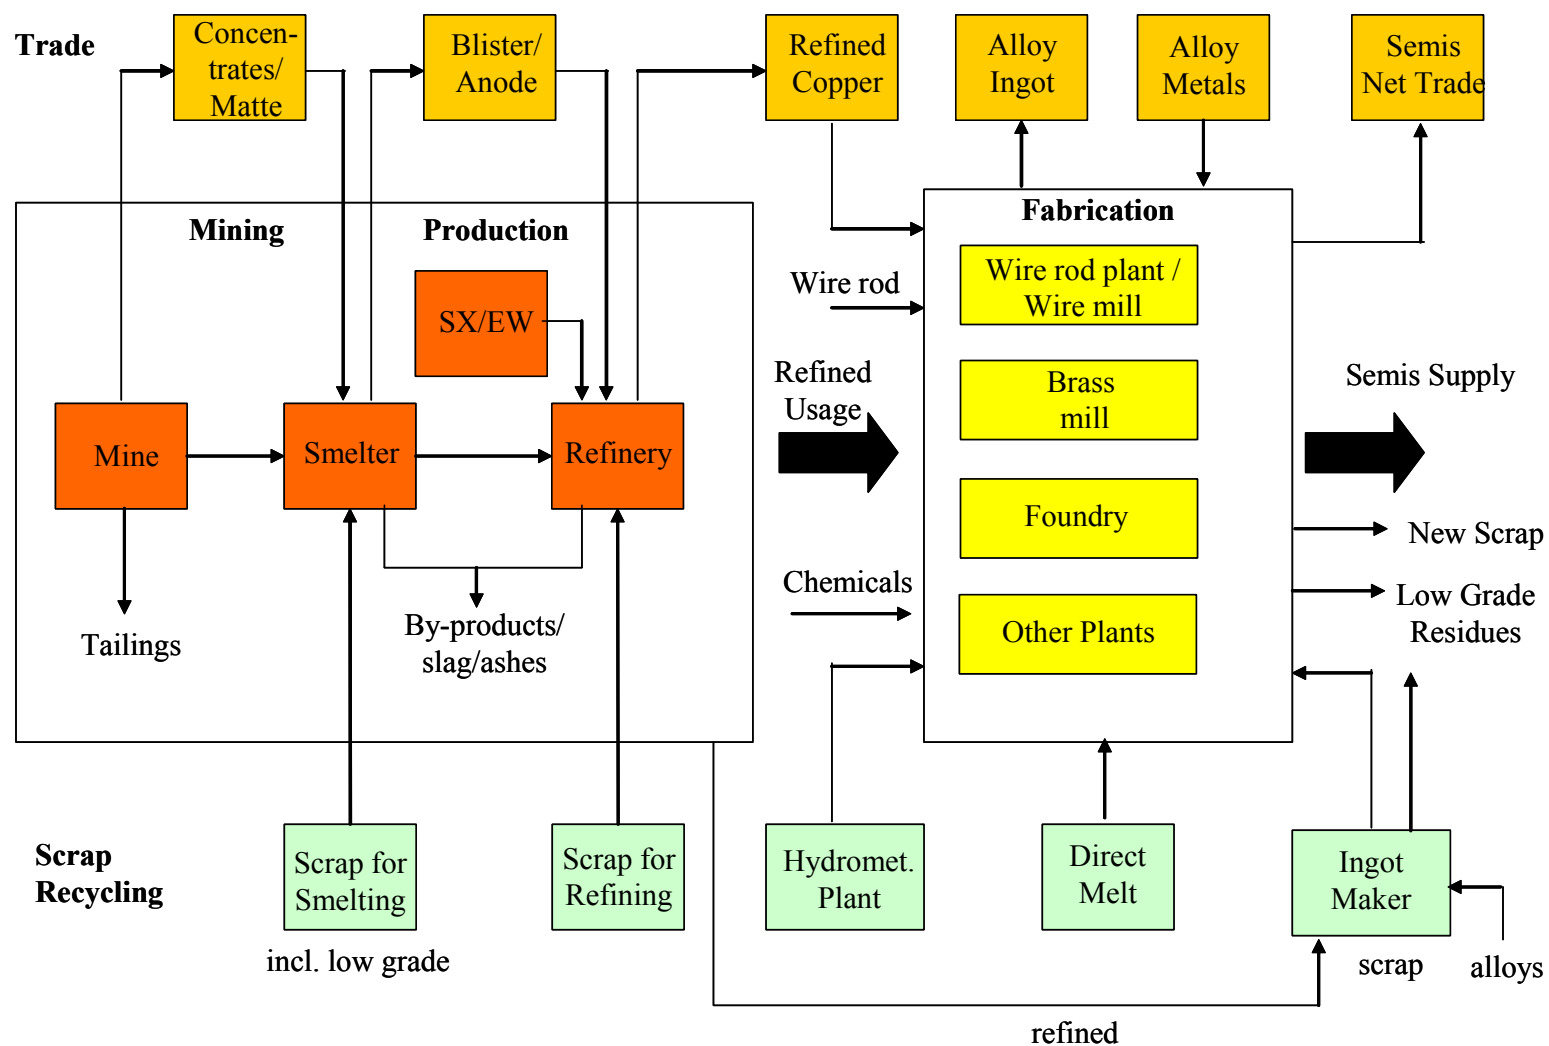 Trade
Concen-
trates/
Matte
Blister/
Anode
Refined
Copper
Alloy
Ingot
Alloy
Metals
Semis
Net Trade
Mining
Production
SX/EW
Mine
Smelter
Refinery
Tailings
By-products/
slag/ashes
Wire rod
Refined
Usage
Chemicals
Fabrication
Wire rod plant /
Wire mill
Brass
mill
Foundry
Other Plants
Semis Supply
New Scrap
Low Grade
Residues
Scrap
Recycling
Scrap for
Smelting
incl. low grade
Scrap for
Refining
Hydromet.
Plant
Direct
Melt
Ingot
Maker
scrap
alloys
refined